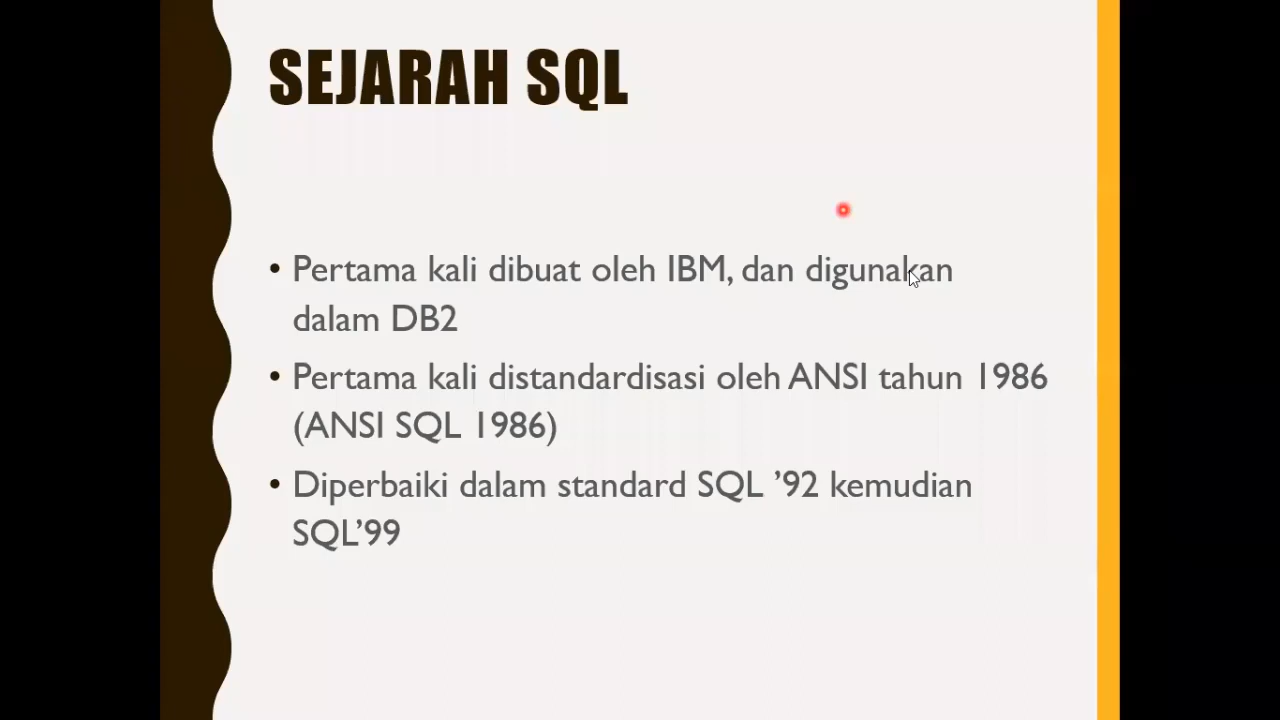 SEJARAH SQL
• Pertama kali dibuat oleh IBM, dan digunakan
dalam DB2
• Pertama kali distandardisasi oleh ANSI tahun 1986
(ANSI SQL 1986)
• Diperbaiki dalam standard SQL ’92 kemudian
SQL’99